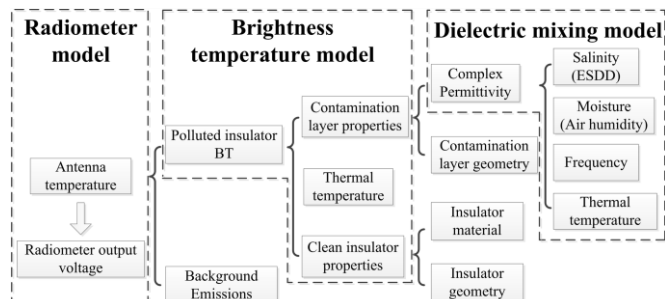 Radiometer
model
Brightness
temperature model
Dielectric mixing model
Antenna
temperature
Radiometer output
voltage
Polluted insulator
BT
Background
Emissions
Contamination
layer properties
Thermal
temperature
Clean insulator
properties
Complex
Permittivity
Contamination
layer geometry
Insulator
material
Insulator
geometry
Salinity
(ESDD)
Moisture
(Air humidity)
Frequency
Thermal
temperature